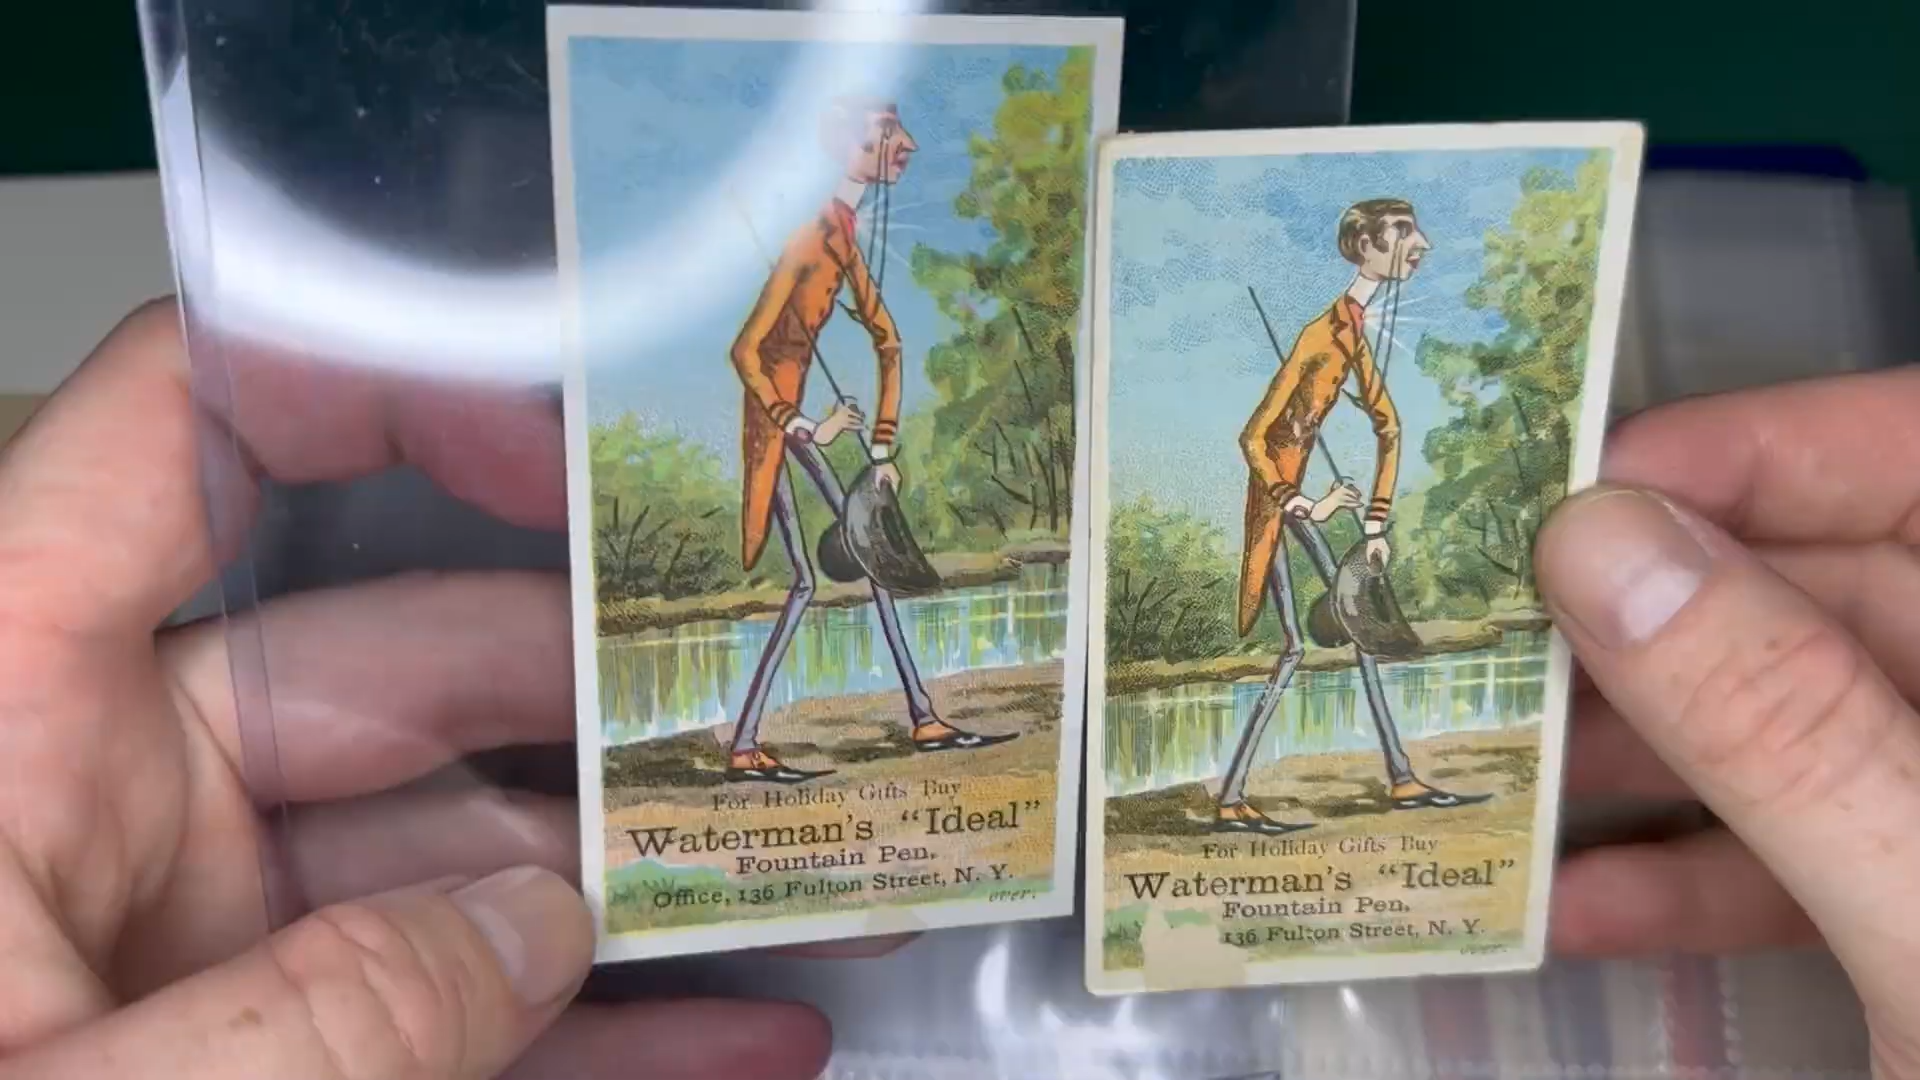 For Holiday Gifts Buy
Waterman's "Ideal"
Fountain Pen.
Office, 136 Fulton Street, N. Y.
over.
For Holiday Gifts Buy
Waterman's "Ideal"
Fountain Pen.
136 Fulton Street, N. Y.
over.